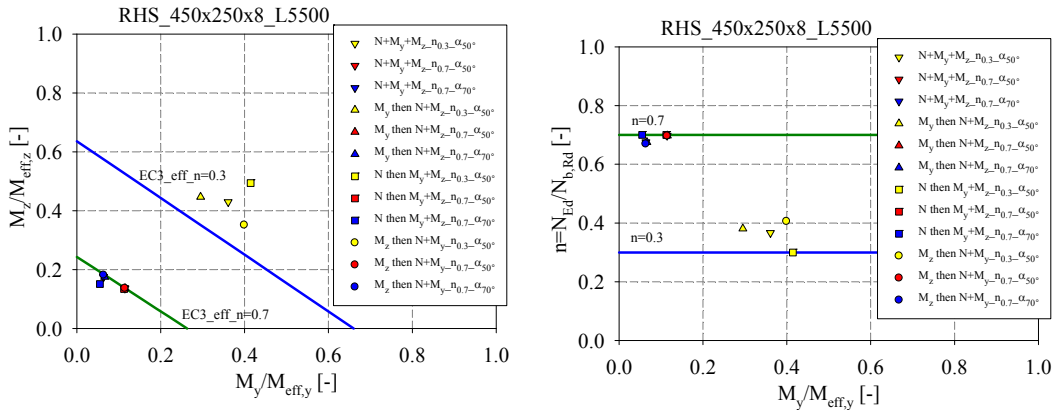 RHS_450x250x8_L5500
M_z/M_eff,z [-]
1.0
0.8
0.6
0.4
0.2
0.0
EC3_eff_n=0.3
EC3_eff_n=0.7
0.0 0.2 0.4 0.6 0.8 1.0
M_y/M_eff,y [-]
N+M_y+M_z_n_0.3_α_50°
N+M_y+M_z_n_0.7_α_50°
N+M_y+M_z_n_0.7_α_70°
M_y then N+M_z_n_0.3_α_50°
M_y then N+M_z_n_0.7_α_50°
M_y then N+M_z_n_0.7_α_70°
N then M_y+M_z_n_0.3_α_50°
N then M_y+M_z_n_0.7_α_50°
N then M_y+M_z_n_0.7_α_70°
M_z then N+M_y_n_0.3_α_50°
M_z then N+M_y_n_0.7_α_50°
M_z then N+M_y_n_0.7_α_70°
RHS_450x250x8_L5500
n=N_Ed/N_b,Rd [-]
1.0
0.8
0.6
0.4
0.2
0.0
n=0.7
n=0.3
0.0 0.2 0.4 0.6 0.8 1.0
M_y/M_eff,y [-]
N+M_y+M_z_n_0.3_α_50°
N+M_y+M_z_n_0.7_α_50°
N+M_y+M_z_n_0.7_α_70°
M_y then N+M_z_n_0.3_α_50°
M_y then N+M_z_n_0.7_α_50°
M_y then N+M_z_n_0.7_α_70°
N then M_y+M_z_n_0.3_α_50°
N then M_y+M_z_n_0.7_α_50°
N then M_y+M_z_n_0.7_α_70°
M_z then N+M_y_n_0.3_α_50°
M_z then N+M_y_n_0.7_α_50°
M_z then N+M_y_n_0.7_α_70°